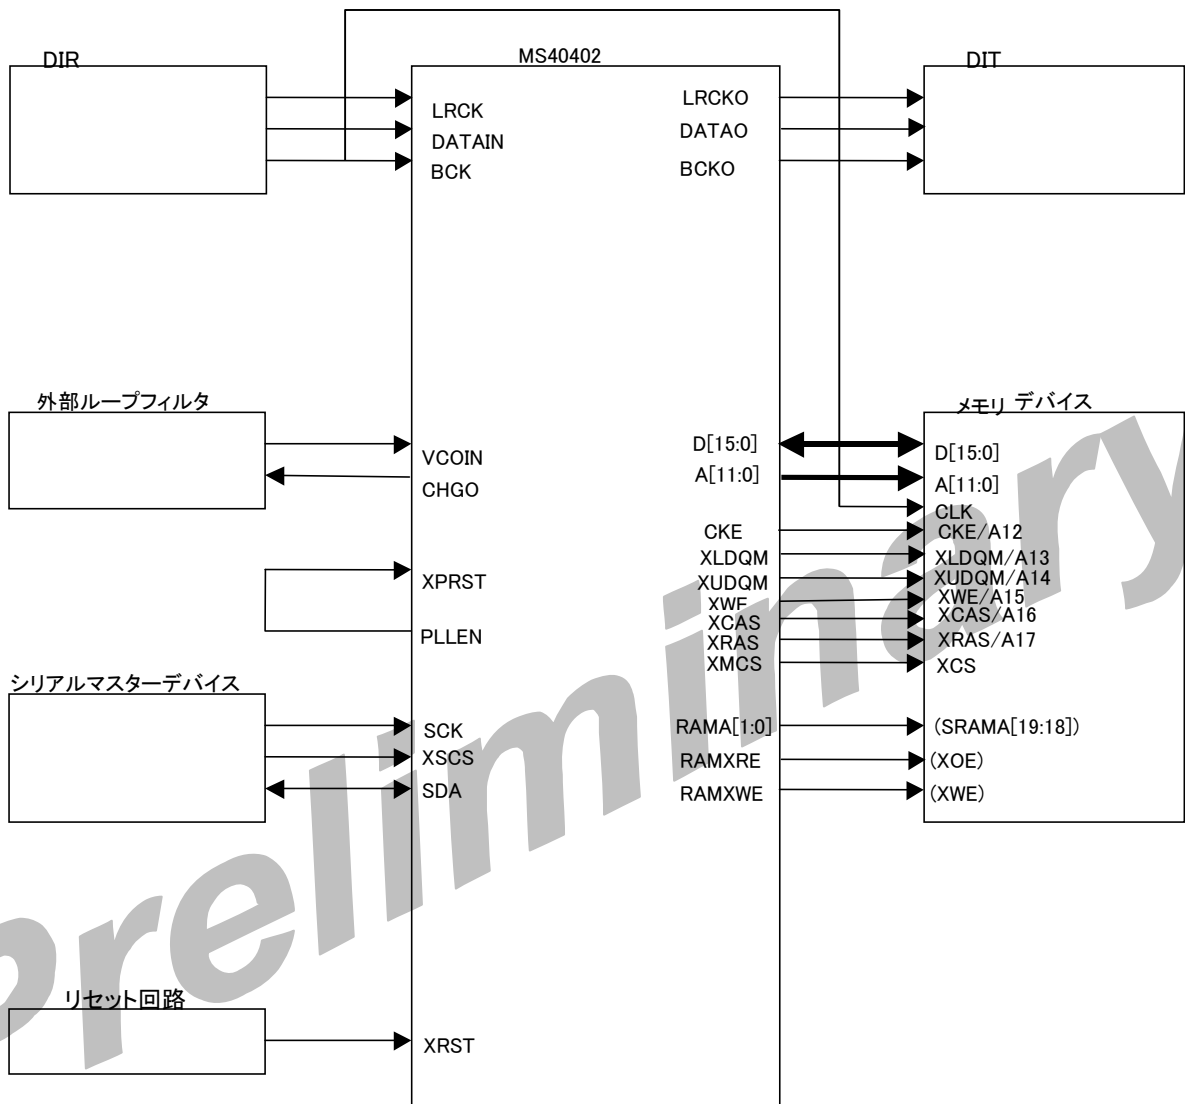 DIR
MS40402
DIT
LRCK
DATAIN
BCK
LRCKO
DATAO
BCKO
外部ループフィルタ
VCOIN
CHGO
XPRST
PLLEN
シリアルマスターデバイス
SCK
XSCS
SDA
リセット回路
XRST
D[15:0]
A[11:0]
CKE
XLDQM
XUDQM
XWE
XCAS
XRAS
XMCS
RAMA[1:0]
RAMXRE
RAMXWE
メモリ デバイス
D[15:0]
A[11:0]
CLK
CKE/A12
XLDQM/A13
XUDQM/A14
XWE/A15
XCAS/A16
XRAS/A17
XCS
(SRAMA[19:18])
(XOE)
(XWE)
Preliminary